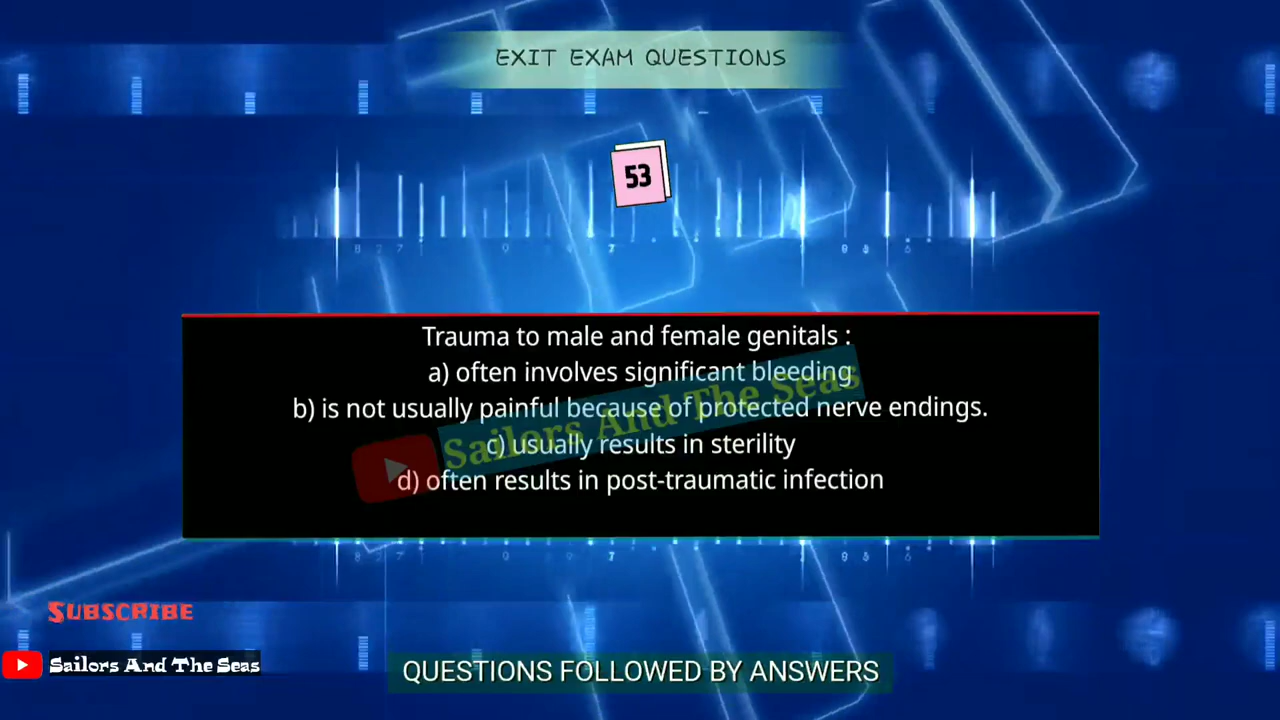 EXIT EXAM QUESTIONS
53
Trauma to male and female genitals :
a) often involves significant bleeding
b) is not usually painful because of protected nerve endings.
c) usually results in sterility
d) often results in post-traumatic infection
Sailors And The Seas
SUBSCRIBE
Sailors And The Seas
QUESTIONS FOLLOWED BY ANSWERS